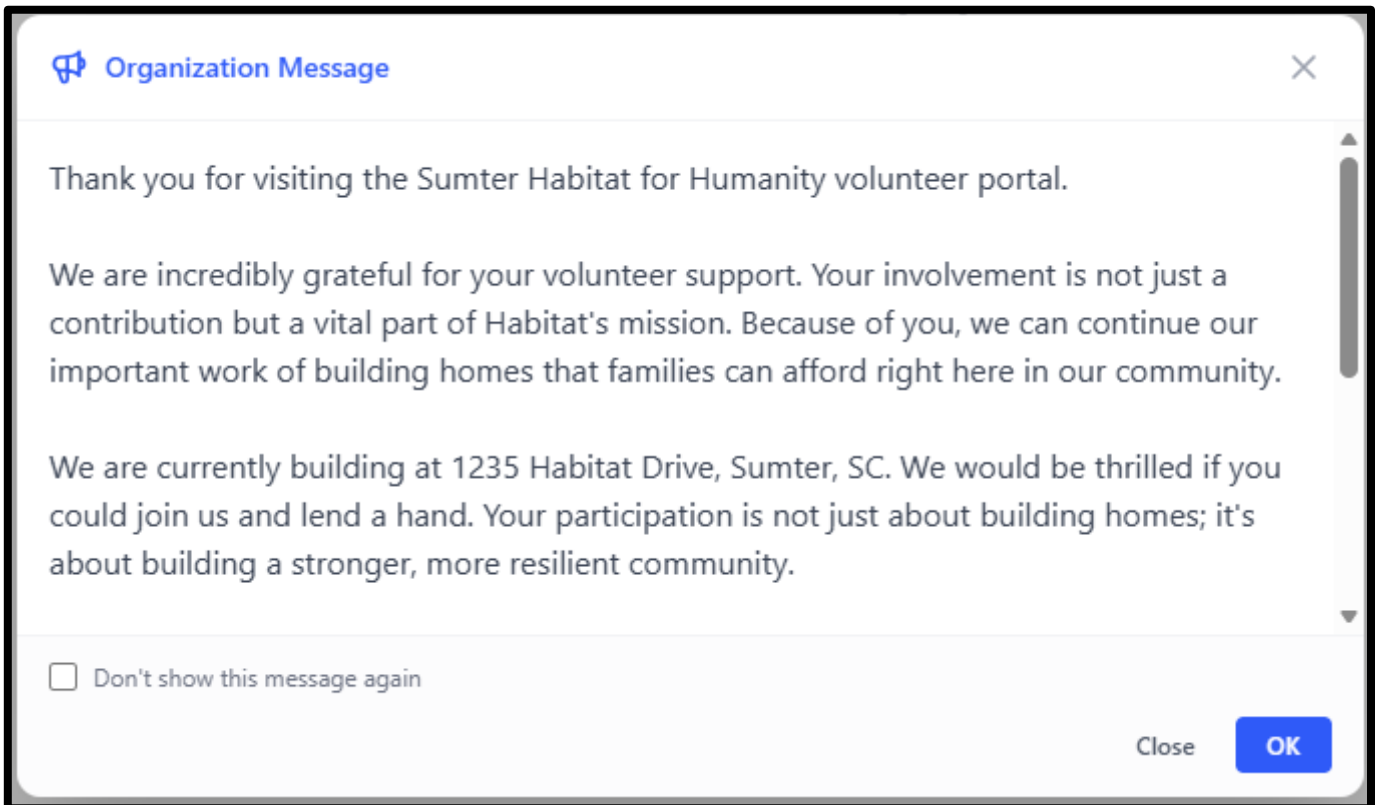 Organization Message
Thank you for visiting the Sumter Habitat for Humanity volunteer portal.
We are incredibly grateful for your volunteer support. Your involvement is not just a
contribution but a vital part of Habitat's mission. Because of you, we can continue our
important work of building homes that families can afford right here in our community.
We are currently building at 1235 Habitat Drive, Sumter, SC. We would be thrilled if you
could join us and lend a hand. Your participation is not just about building homes; it's
about building a stronger, more resilient community.
Don't show this message again
Close
OK